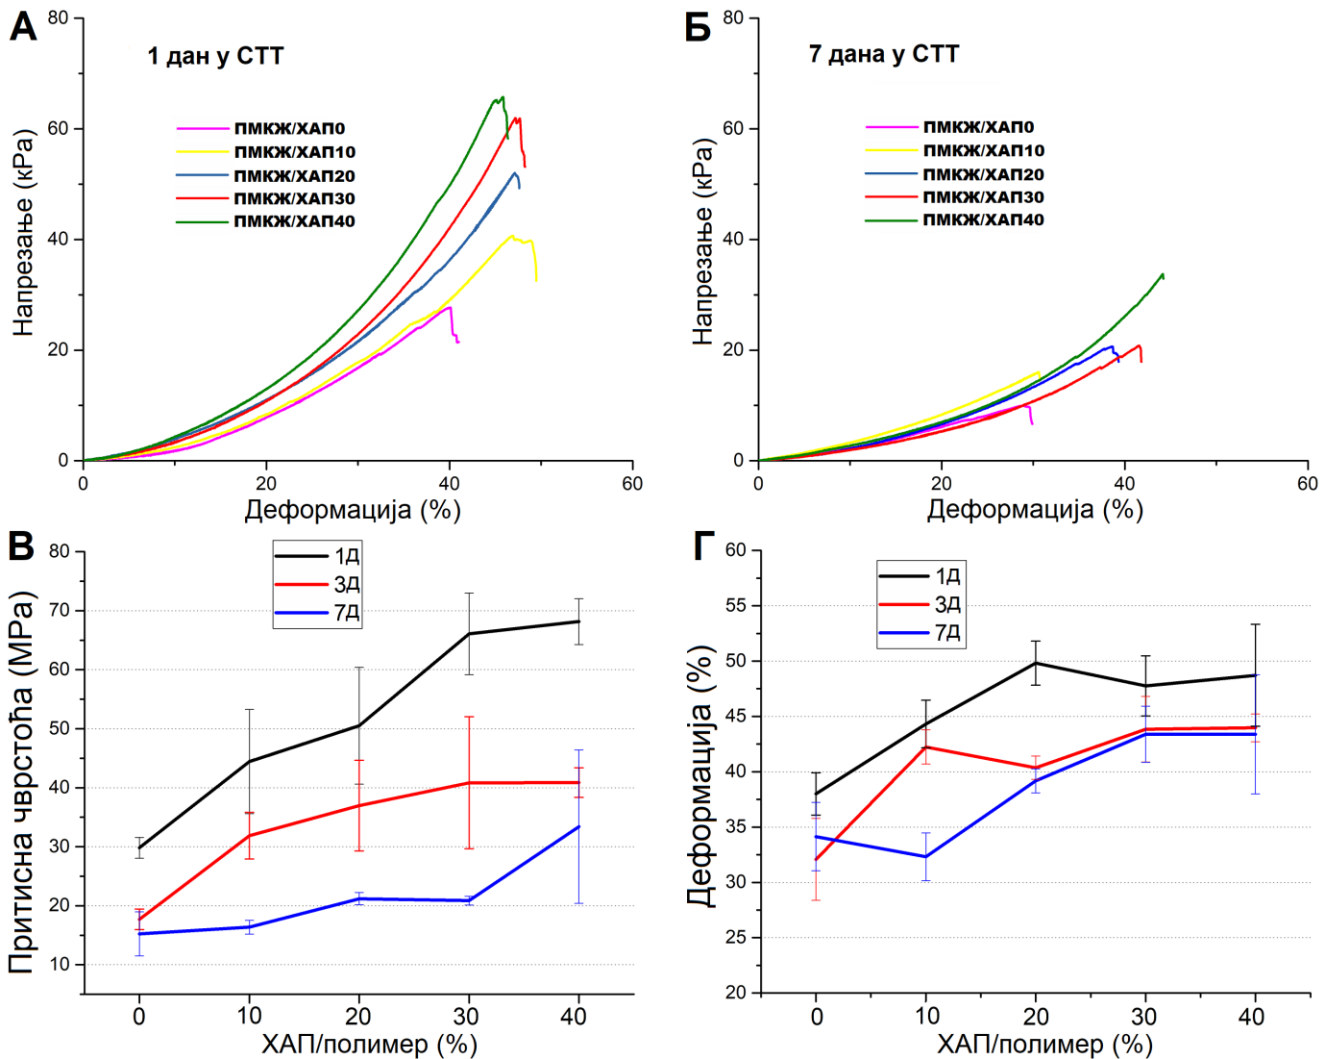 А
1 дан у СТТ
ПМКЖ/ХАП0
ПМКЖ/ХАП10
ПМКЖ/ХАП20
ПМКЖ/ХАП30
ПМКЖ/ХАП40
Напрезање (кPa)
80
60
40
20
0
0
20
40
60
Деформација (%)
Б
7 дана у СТТ
ПМКЖ/ХАП0
ПМКЖ/ХАП10
ПМКЖ/ХАП20
ПМКЖ/ХАП30
ПМКЖ/ХАП40
Напрезање (кPa)
80
60
40
20
0
0
20
40
60
Деформација (%)
В
1Д
3Д
7Д
Притисна чврстоћа (MPa)
80
70
60
50
40
30
20
10
0
10
20
30
40
ХАП/полимер (%)
Г
1Д
3Д
7Д
Деформација (%)
60
55
50
45
40
35
30
25
20
0
10
20
30
40
ХАП/полимер (%)